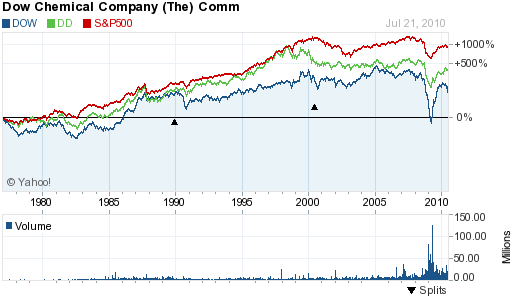 Dow Chemical Company (The) Comm
DOW DD S&P500 Jul 21, 2010
+1000%
+500%
0%
© Yahoo!
1980 1985 1990 1995 2000 2005 2010
Volume
150.00
100.00
50.00
0.00
Millions
Splits